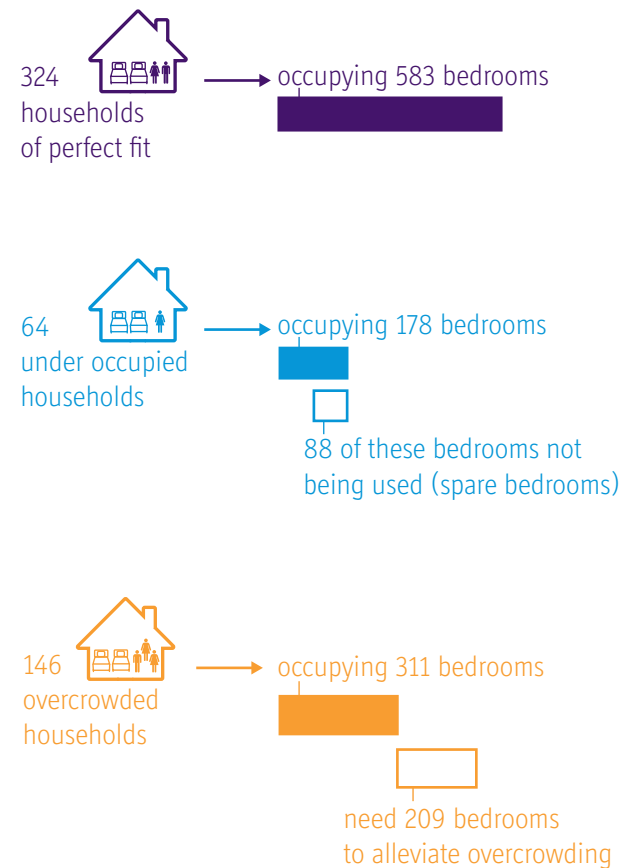 324
households
of perfect fit
occupying 583 bedrooms
64
under occupied
households
occupying 178 bedrooms
88 of these bedrooms not
being used (spare bedrooms)
146
overcrowded
households
occupying 311 bedrooms
need 209 bedrooms
to alleviate overcrowding